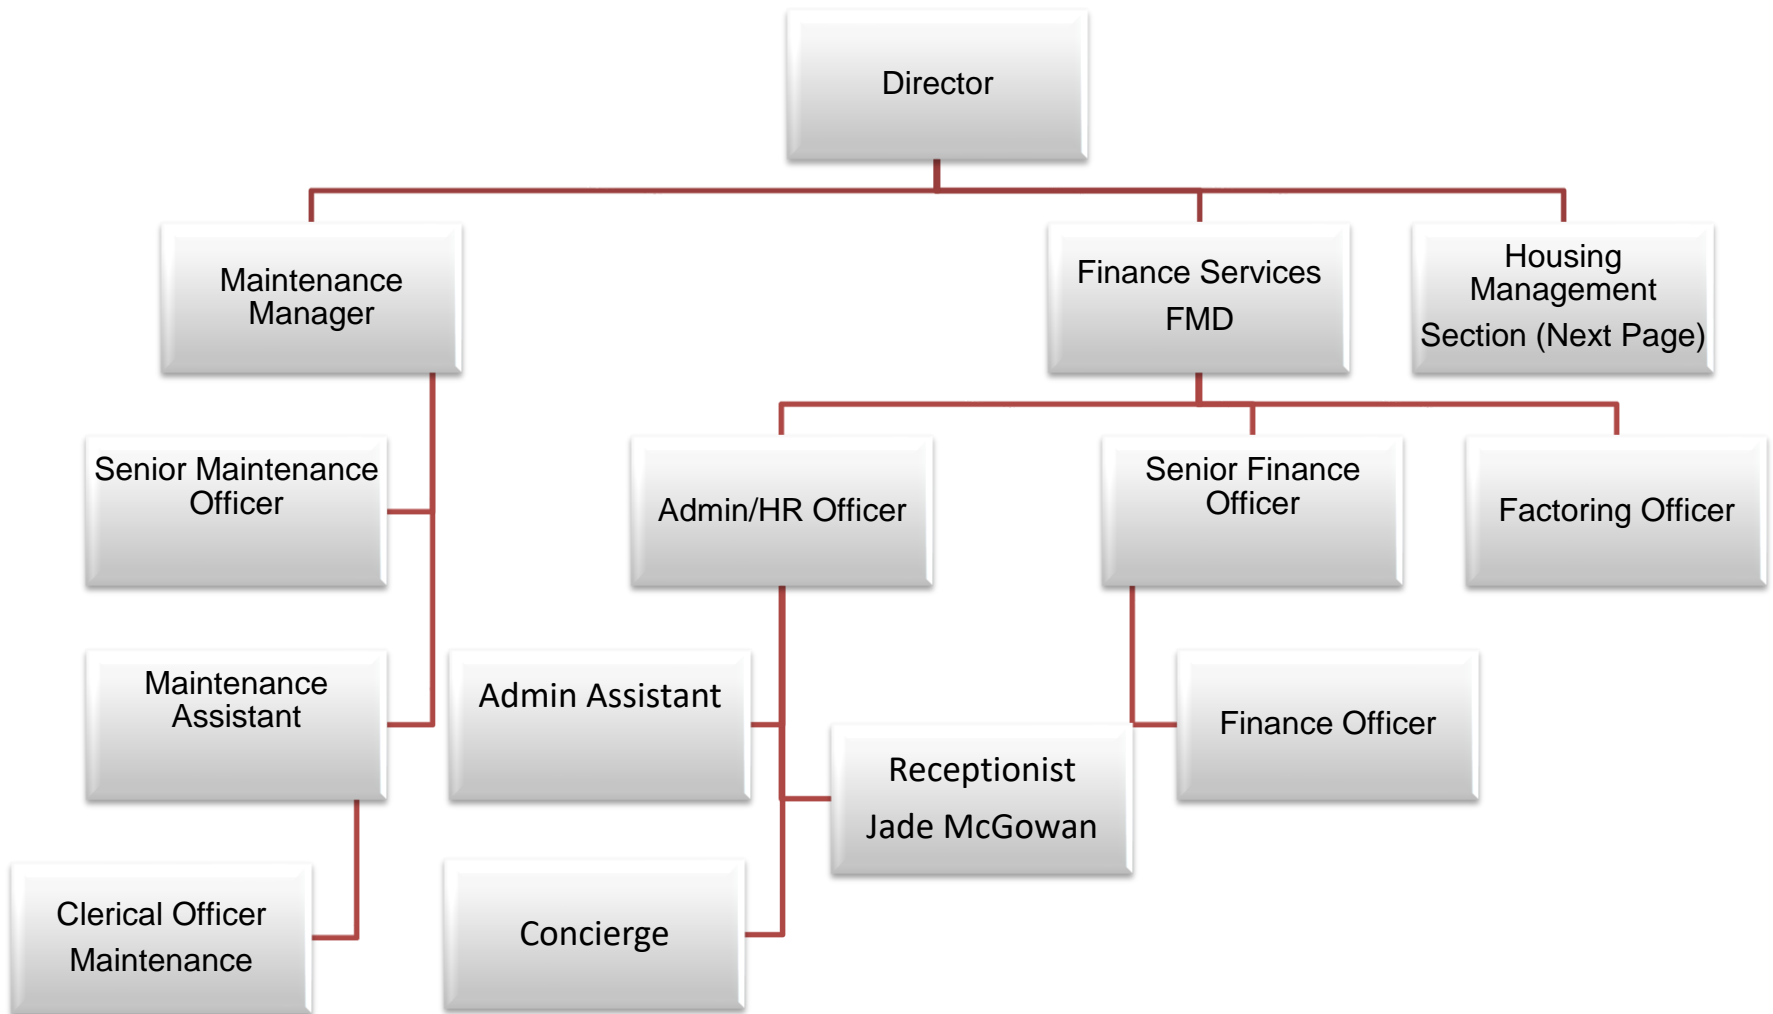 Director
Maintenance
Manager
Finance Services
FMD
Housing
Management
Section (Next Page)
Senior Maintenance
Officer
Admin/HR Officer
Senior Finance
Officer
Factoring Officer
Maintenance
Assistant
Admin Assistant
Receptionist
Jade McGowan
Finance Officer
Clerical Officer
Maintenance
Concierge